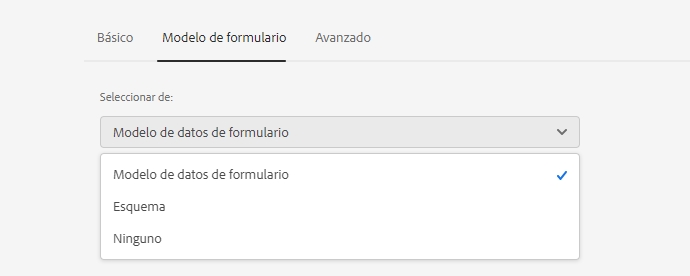 Básico Modelo de formulario Avanzado
Seleccionar de:
Modelo de datos de formulario
Modelo de datos de formulario
Esquema
Ninguno